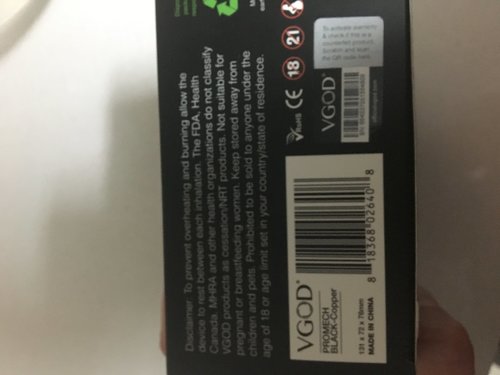 Disclaimer: To prevent overheating and burning allow the
device to rest between each inhalation. The FDA, Health
Canada, MHRA and other health organizations do not classify
VGOD products as cessation/NRT products. Not suitable for
pregnant or breastfeeding women. Keep stored away from
children and pets. Prohibited to be sold to anyone under the
age of 18 or age limit set in your country/state of residence.
RoHS CE 18 21
VGOD
To activate warranty
& check if this is a
counterfeit product.
Scratch and scan
the QR code here.
VGOD
PROMECH
BLACK-Copper
131 x 72 x 76mm
MADE IN CHINA
8 18368 02640 8